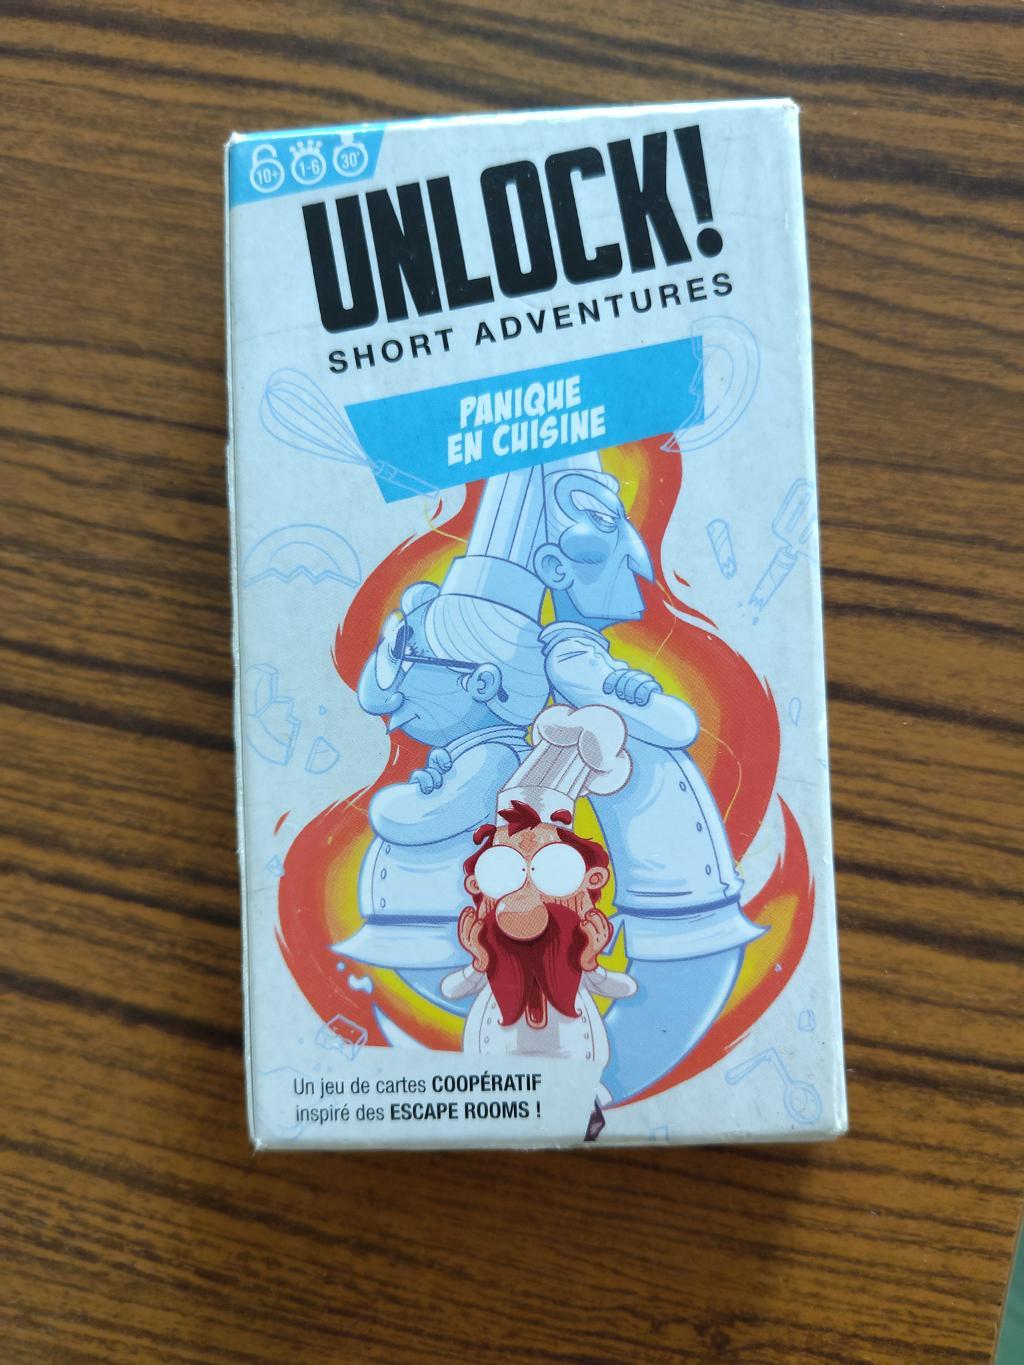 10+ 1-6 30'
UNLOCK!
SHORT ADVENTURES
PANIQUE
EN CUISINE
Un jeu de cartes COOPÉRATIF
inspiré des ESCAPE ROOMS !